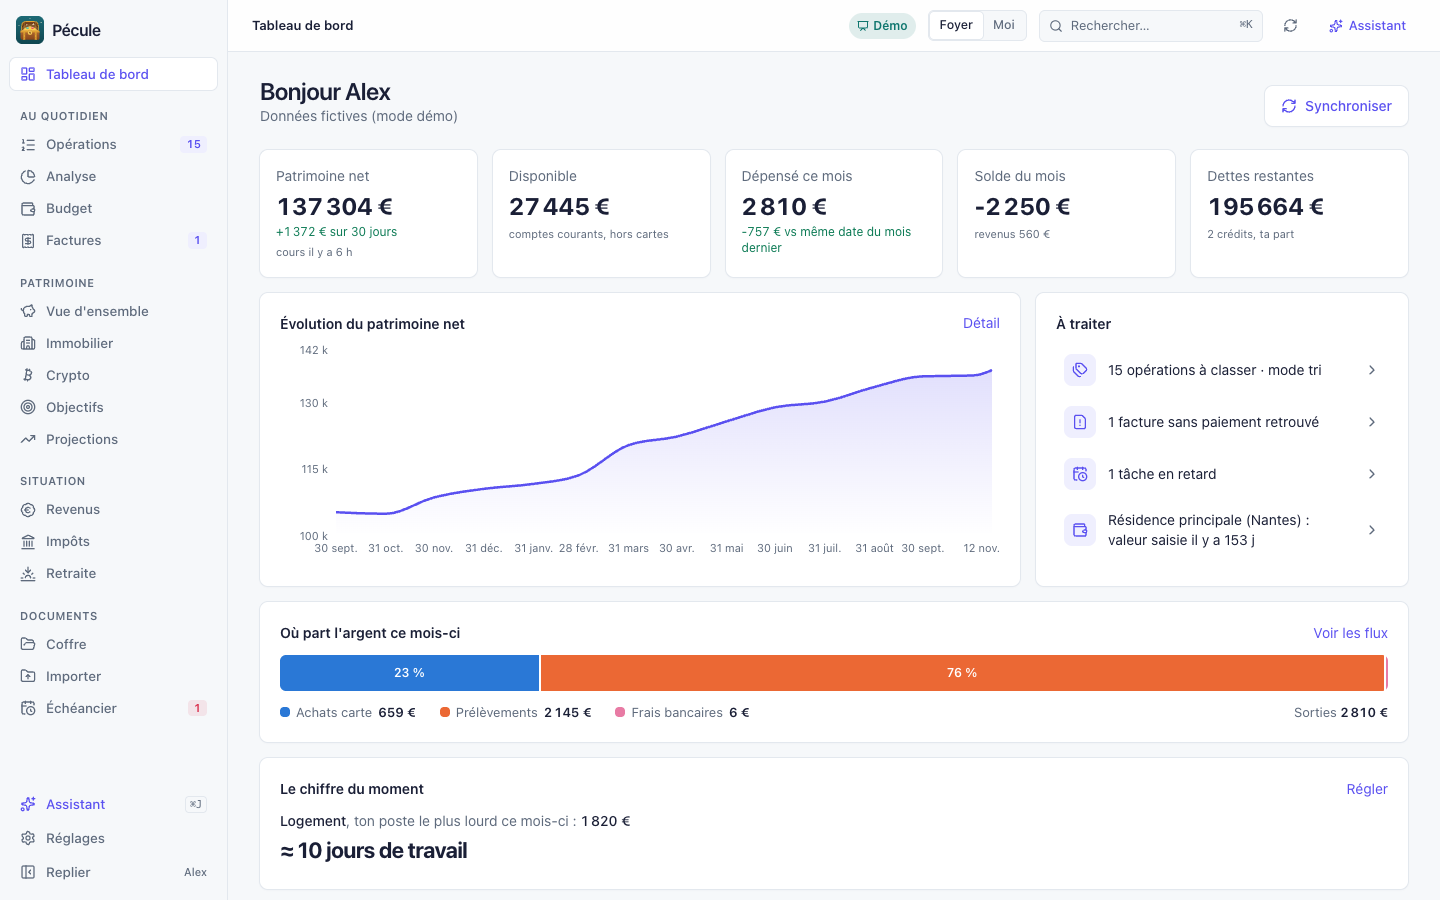 Pécule
Tableau de bord
AU QUOTIDIEN
Opérations 15
Analyse
Budget
Factures 1
PATRIMOINE
Vue d'ensemble
Immobilier
Crypto
Objectifs
Projections
SITUATION
Revenus
Impôts
Retraite
DOCUMENTS
Coffre
Importer
Échéancier 1
Assistant ⌘J
Réglages
Replier Alex
Tableau de bord
Démo
Foyer Moi
Rechercher... ⌘K
Assistant
Bonjour Alex
Données fictives (mode démo)
Synchroniser
Patrimoine net
137 304 €
+1 372 € sur 30 jours
cours il y a 6 h
Disponible
27 445 €
comptes courants, hors cartes
Dépensé ce mois
2 810 €
-757 € vs même date du mois
dernier
Solde du mois
-2 250 €
revenus 560 €
Dettes restantes
195 664 €
2 crédits, ta part
Évolution du patrimoine net Détail
142 k
130 k
115 k
100 k
30 sept. 31 oct. 30 nov. 31 déc. 31 janv. 28 févr. 31 mars 30 avr. 31 mai 30 juin 31 juil. 31 août 30 sept. 12 nov.
À traiter
15 opérations à classer · mode tri
1 facture sans paiement retrouvé
1 tâche en retard
Résidence principale (Nantes) :
valeur saisie il y a 153 j
Où part l'argent ce mois-ci Voir les flux
23 % 76 %
Achats carte 659 € Prélèvements 2 145 € Frais bancaires 6 € Sorties 2 810 €
Le chiffre du moment Régler
Logement, ton poste le plus lourd ce mois-ci : 1 820 €
≈ 10 jours de travail